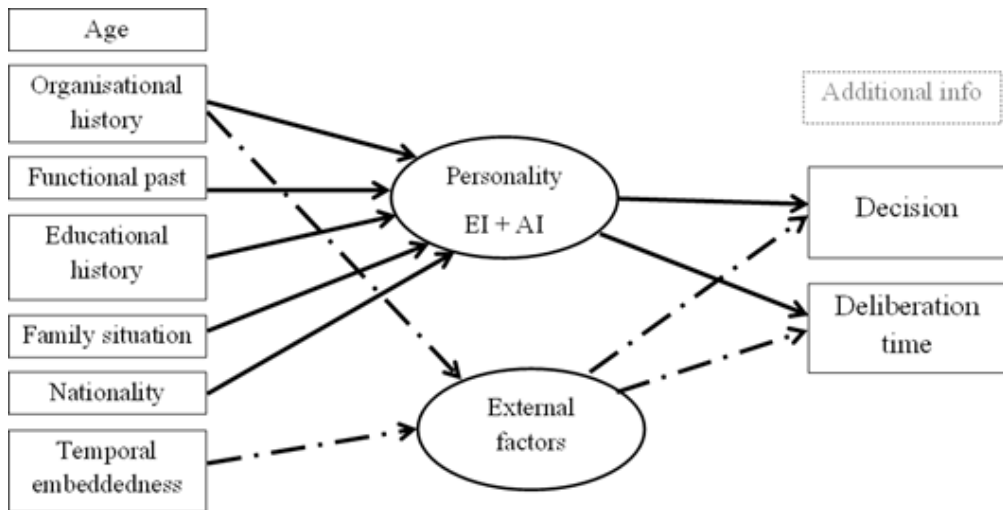 Age
Organisational
history
Functional past
Educational
history
Family situation
Nationality
Temporal
embeddedness
Personality
EI + AI
External
factors
Additional info
Decision
Deliberation
time